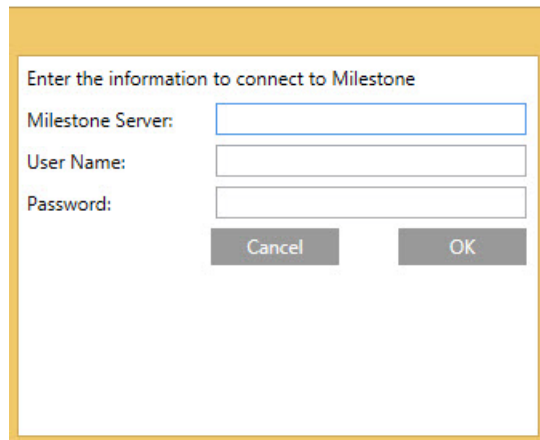 Enter the information to connect to Milestone
Milestone Server:
User Name:
Password:
Cancel OK